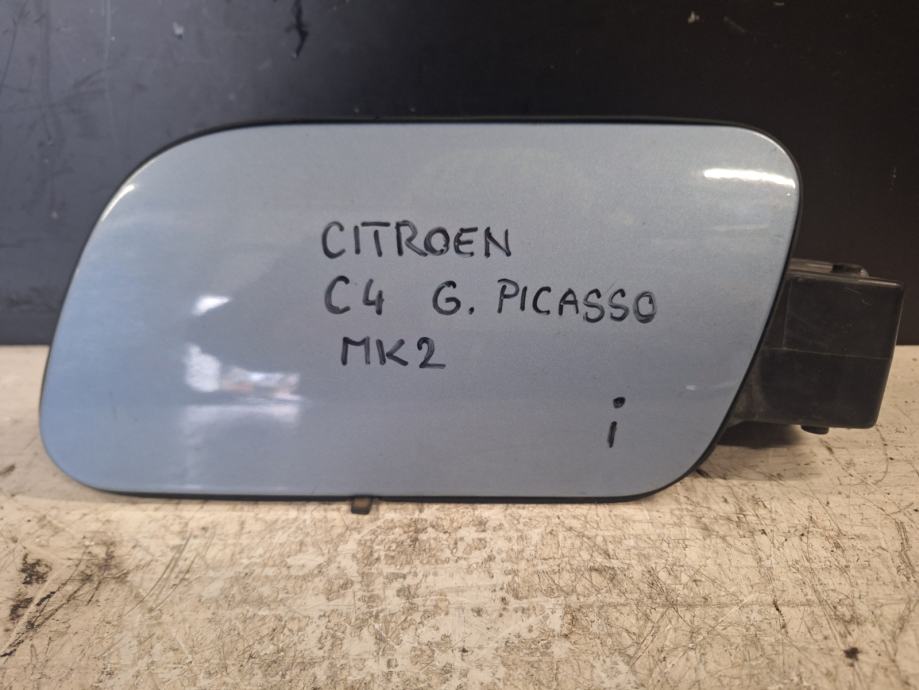 CITROEN
C4 G. PICASSO
MK2
i